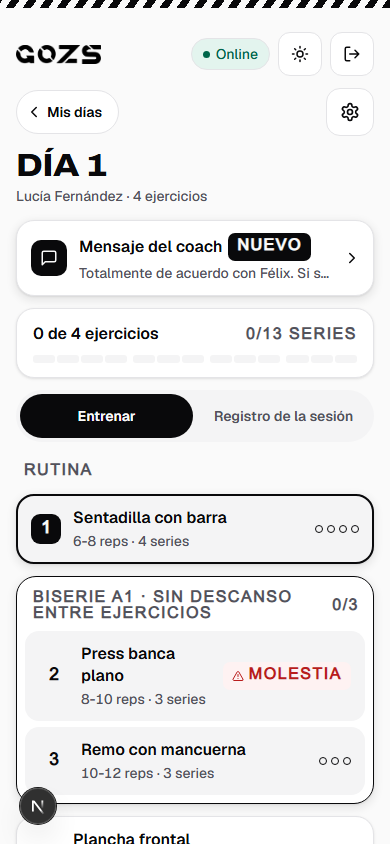 GOZS
Online
Mis días
DÍA 1
Lucía Fernández · 4 ejercicios
Mensaje del coach NUEVO
Totalmente de acuerdo con Félix. Si s...
0 de 4 ejercicios 0/13 SERIES
Entrenar Registro de la sesión
RUTINA
1 Sentadilla con barra
6-8 reps · 4 series
BISERIE A1 · SIN DESCANSO
ENTRE EJERCICIOS 0/3
2 Press banca
plano
MOLESTIA
8-10 reps · 3 series
3 Remo con mancuerna
10-12 reps · 3 series
N
Plancha frontal